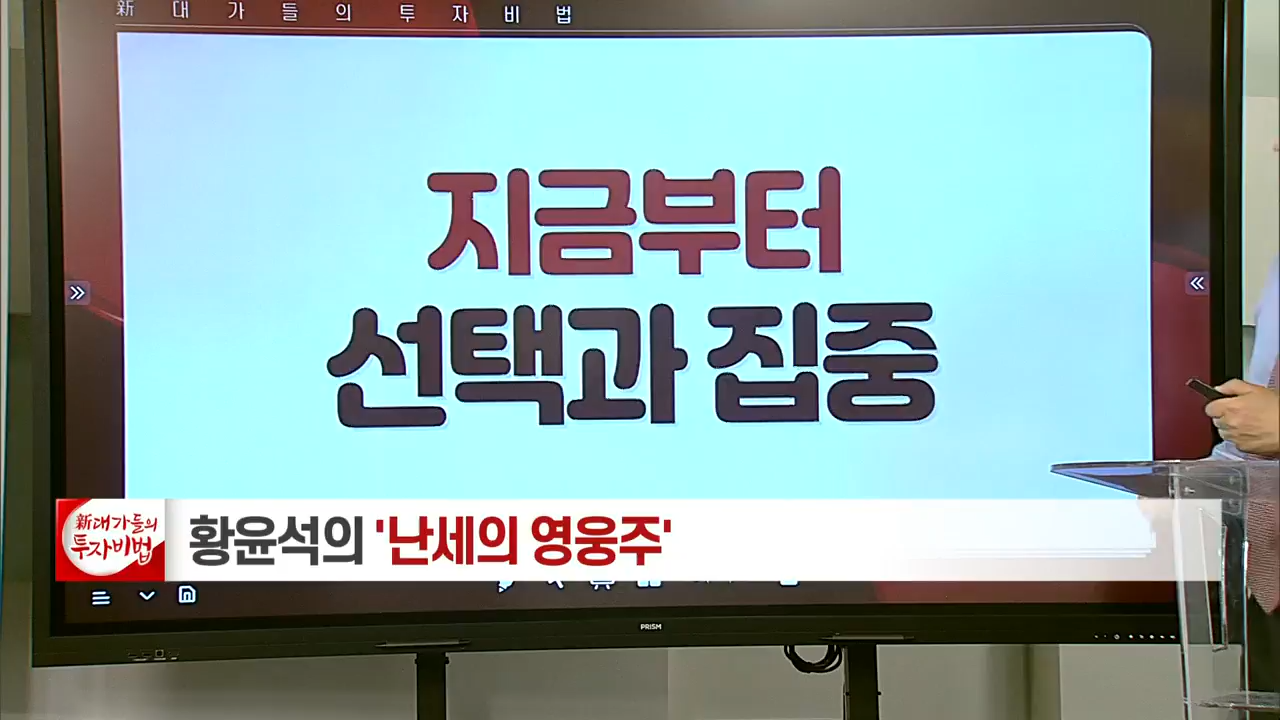 新 대 가 들 의 투 자 비 법
지금부터
선택과 집중
新대가들의
투자비법
황윤석의 '난세의 영웅주'
PRISM